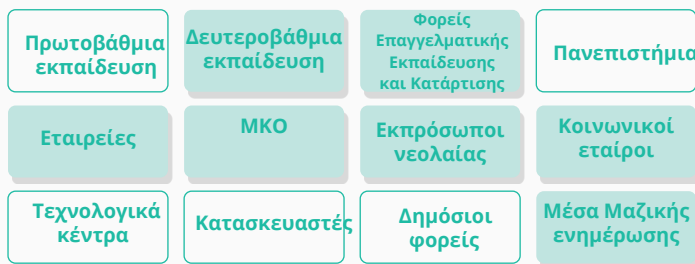 Πρωτοβάθμια
εκπαίδευση
Δευτεροβάθμια
εκπαίδευση
Φορείς
Επαγγελματικής
Εκπαίδευσης
και Κατάρτισης
Πανεπιστήμια
Εταιρείες
ΜΚΟ
Εκπρόσωποι
νεολαίας
Κοινωνικοί
εταίροι
Τεχνολογικά
κέντρα
Κατασκευαστές
Δημόσιοι
φορείς
Μέσα Μαζικής
ενημέρωσης